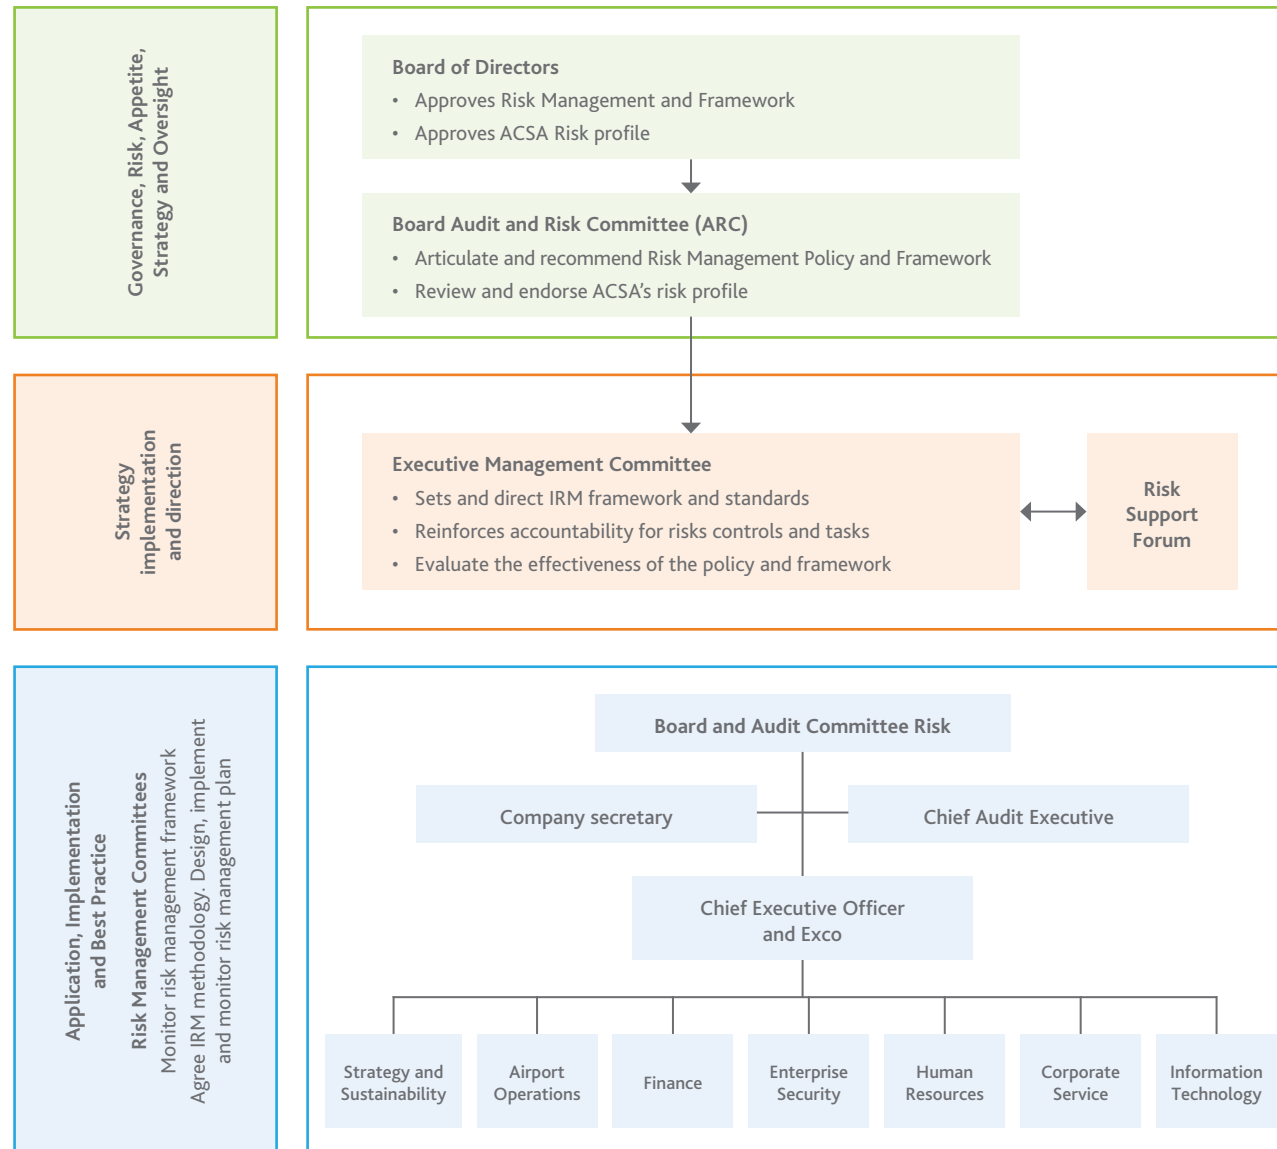 Governance, Risk, Appetite,
Strategy and Oversight
Board of Directors
• Approves Risk Management and Framework
• Approves ACSA Risk profile
Board Audit and Risk Committee (ARC)
• Articulate and recommend Risk Management Policy and Framework
• Review and endorse ACSA's risk profile
Strategy
implementation
and direction
Executive Management Committee
• Sets and direct IRM framework and standards
• Reinforces accountability for risks controls and tasks
• Evaluate the effectiveness of the policy and framework
Risk
Support
Forum
Application, Implementation
and Best Practice
Risk Management Committees
Monitor risk management framework
Agree IRM methodology. Design, implement
and monitor risk management plan
Board and Audit Committee Risk
Company secretary
Chief Audit Executive
Chief Executive Officer
and Exco
Strategy and
Sustainability
Airport
Operations
Finance
Enterprise
Security
Human
Resources
Corporate
Service
Information
Technology